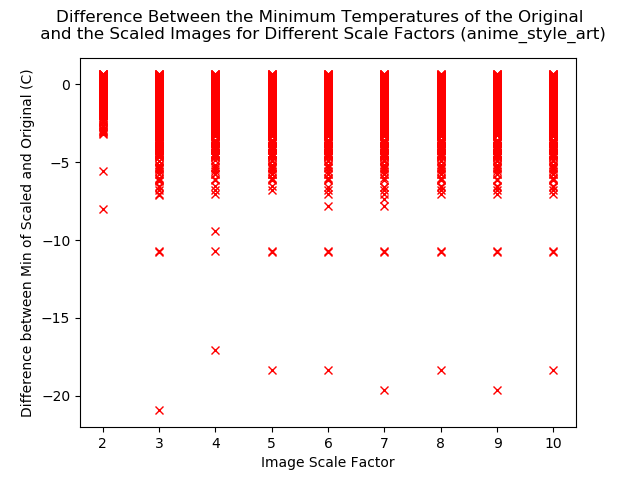 Difference Between the Minimum Temperatures of the Original
and the Scaled Images for Different Scale Factors (anime_style_art)
Difference between Min of Scaled and Original (C)
0
−5
−10
−15
−20
2 3 4 5 6 7 8 9 10
Image Scale Factor